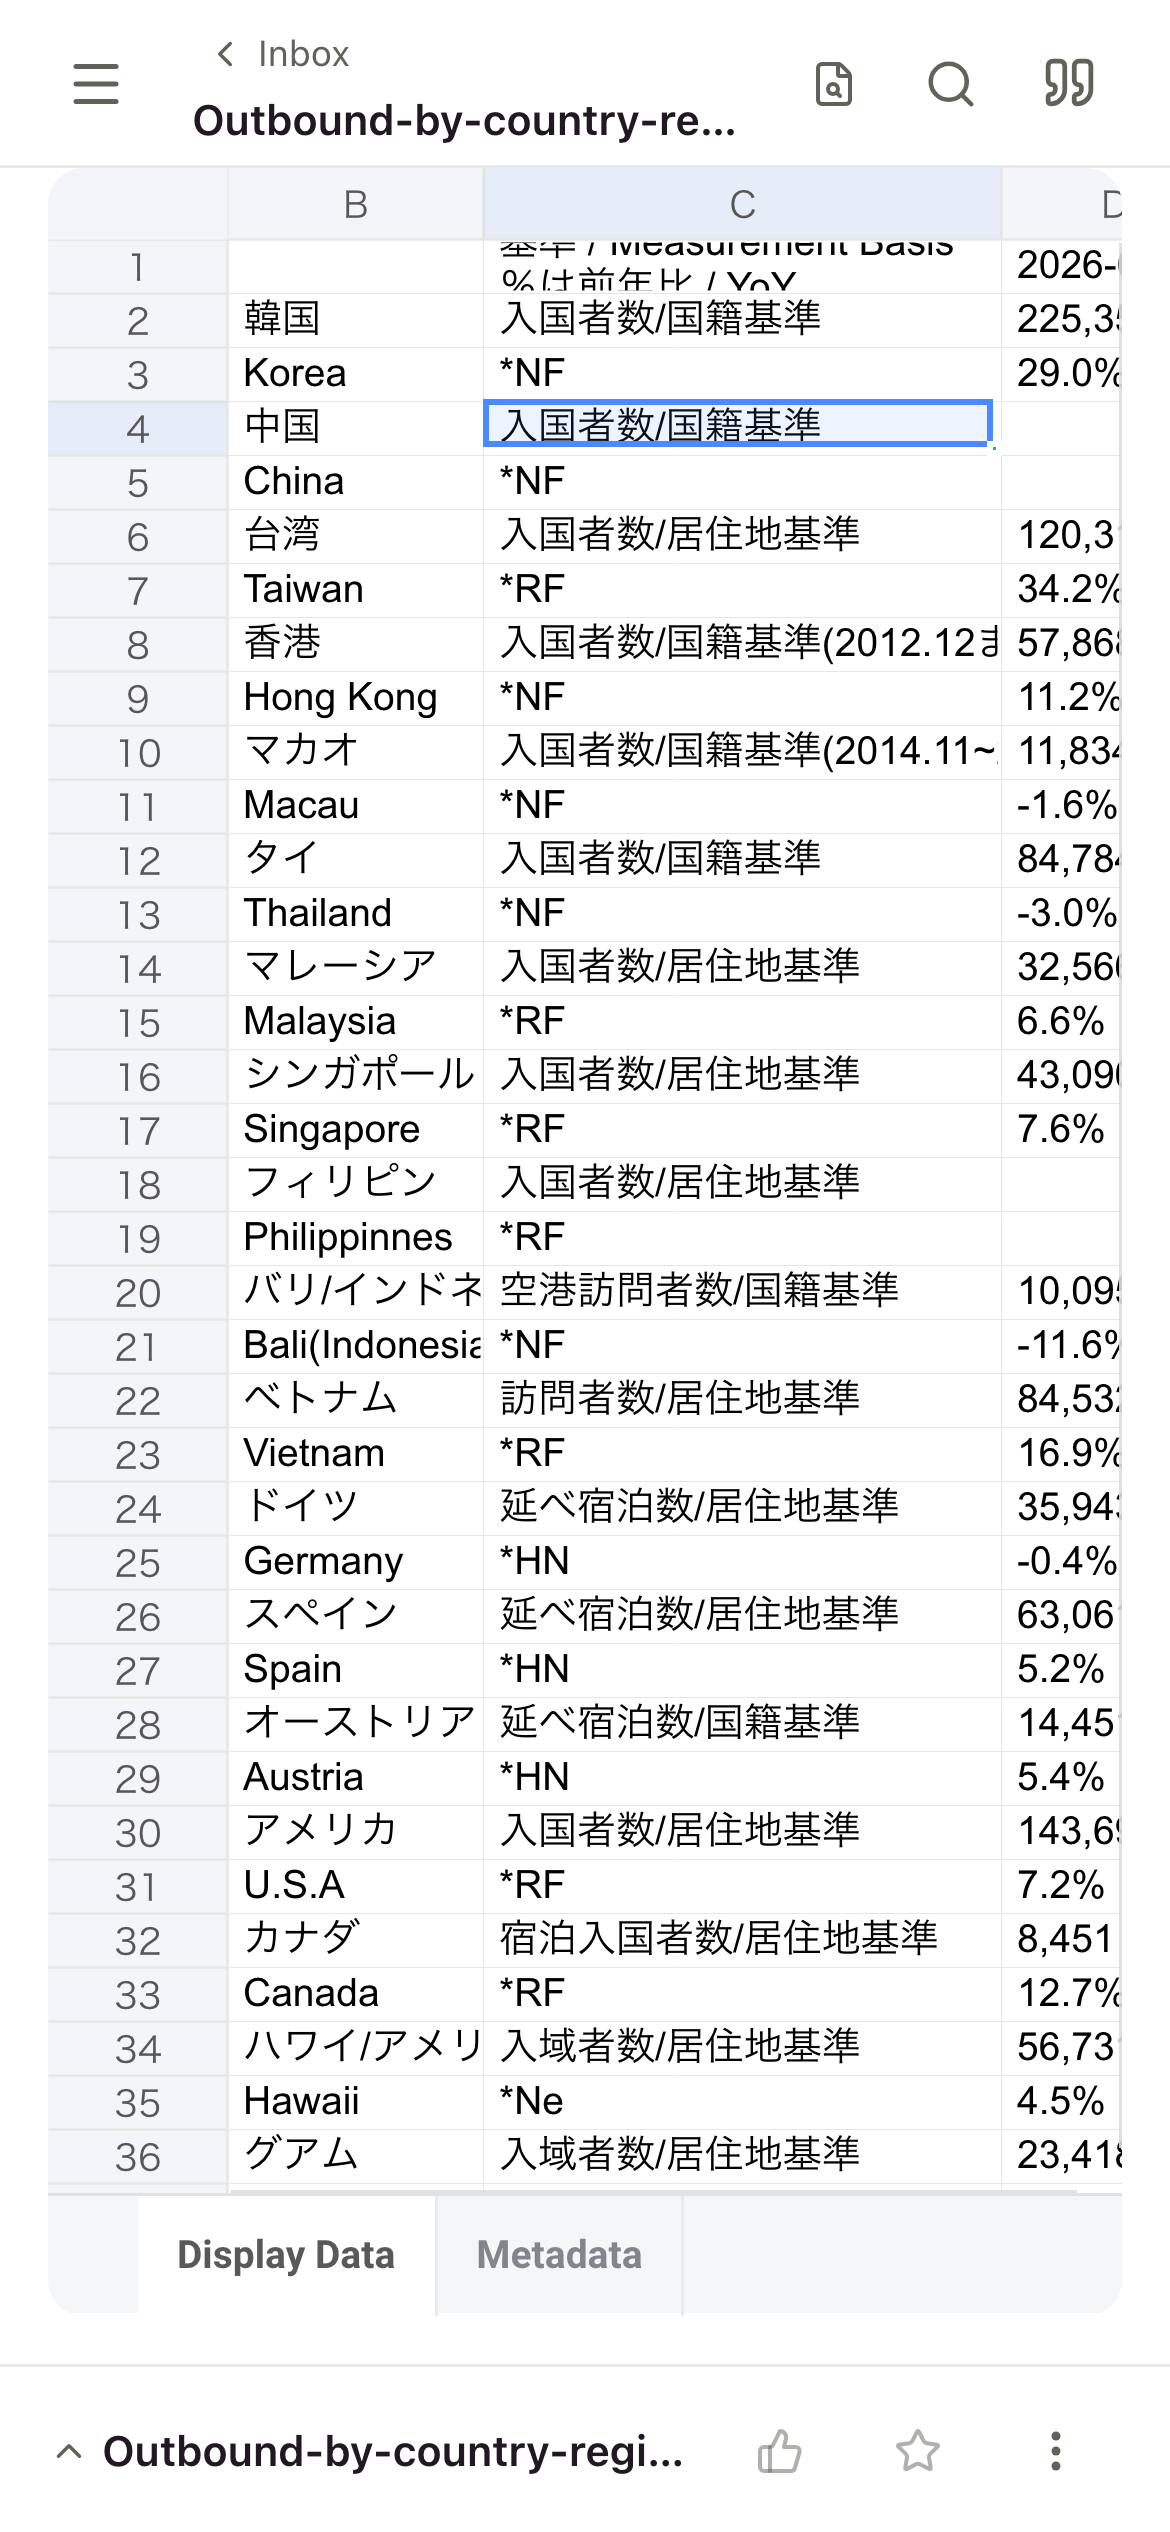 Inbox
Outbound-by-country-re...
B C D
1 基準 / Measurement Basis 2026-
%は前年比 / YoY
2 韓国 入国者数/国籍基準 225,3
3 Korea *NF 29.0%
4 中国 入国者数/国籍基準
5 China *NF
6 台湾 入国者数/居住地基準 120,3
7 Taiwan *RF 34.2%
8 香港 入国者数/国籍基準(2012.12ま 57,86
9 Hong Kong *NF 11.2%
10 マカオ 入国者数/国籍基準(2014.11~ 11,83
11 Macau *NF -1.6%
12 タイ 入国者数/国籍基準 84,78
13 Thailand *NF -3.0%
14 マレーシア 入国者数/居住地基準 32,56
15 Malaysia *RF 6.6%
16 シンガポール 入国者数/居住地基準 43,09
17 Singapore *RF 7.6%
18 フィリピン 入国者数/居住地基準
19 Philippinnes *RF
20 バリ/インドネ 空港訪問者数/国籍基準 10,09
21 Bali(Indonesia *NF -11.6%
22 ベトナム 訪問者数/居住地基準 84,53
23 Vietnam *RF 16.9%
24 ドイツ 延べ宿泊数/居住地基準 35,94
25 Germany *HN -0.4%
26 スペイン 延べ宿泊数/居住地基準 63,06
27 Spain *HN 5.2%
28 オーストリア 延べ宿泊数/国籍基準 14,45
29 Austria *HN 5.4%
30 アメリカ 入国者数/居住地基準 143,6
31 U.S.A *RF 7.2%
32 カナダ 宿泊入国者数/居住地基準 8,451
33 Canada *RF 12.7%
34 ハワイ/アメリ 入域者数/居住地基準 56,73
35 Hawaii *Ne 4.5%
36 グアム 入域者数/居住地基準 23,41
Display Data Metadata
Outbound-by-country-regi...